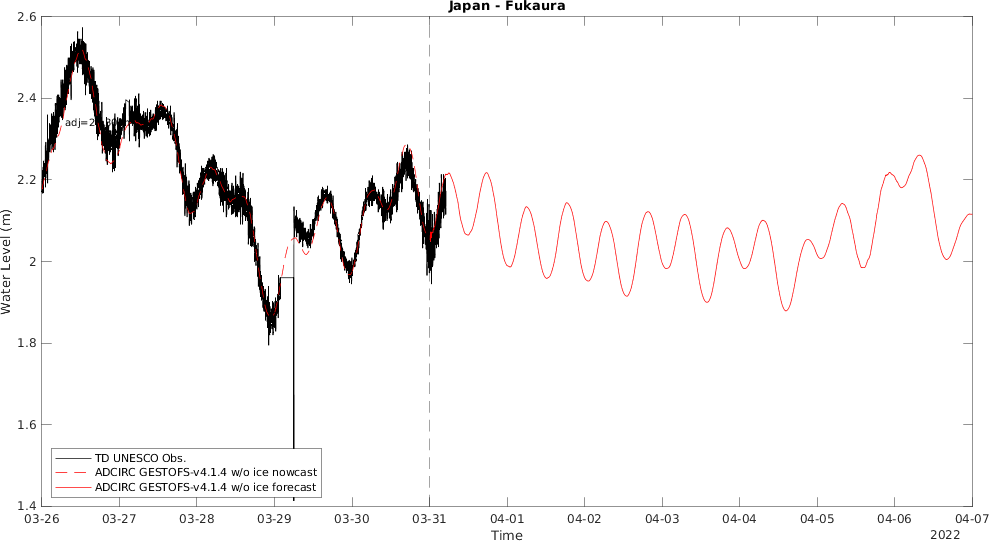 Japan - Fukaura
2.6
2.4
2.2
2
1.8
1.6
1.4
Water Level (m)
TD UNESCO Obs.
ADCIRC GESTOFS-v4.1.4 w/o ice nowcast
ADCIRC GESTOFS-v4.1.4 w/o ice forecast
03-26 03-27 03-28 03-29 03-30 03-31 04-01 04-02 04-03 04-04 04-05 04-06 04-07
Time
2022